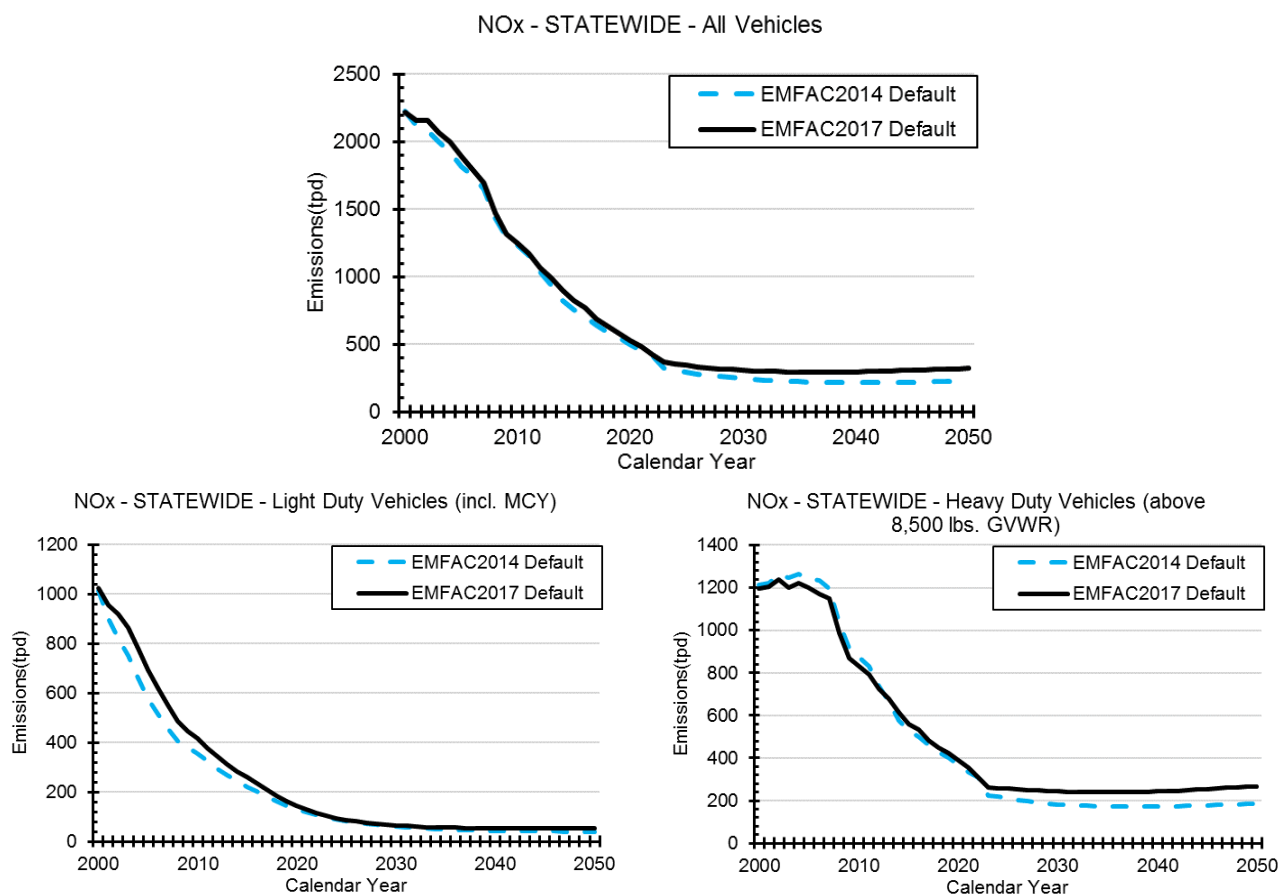 NOx - STATEWIDE - All Vehicles
EMFAC2014 Default
EMFAC2017 Default
Emissions(tpd)
2500
2000
1500
1000
500
0
2000 2010 2020 2030 2040 2050
Calendar Year
NOx - STATEWIDE - Light Duty Vehicles (incl. MCY)
EMFAC2014 Default
EMFAC2017 Default
Emissions(tpd)
1200
1000
800
600
400
200
0
2000 2010 2020 2030 2040 2050
Calendar Year
NOx - STATEWIDE - Heavy Duty Vehicles (above
8,500 lbs. GVWR)
EMFAC2014 Default
EMFAC2017 Default
Emissions(tpd)
1400
1200
1000
800
600
400
200
0
2000 2010 2020 2030 2040 2050
Calendar Year